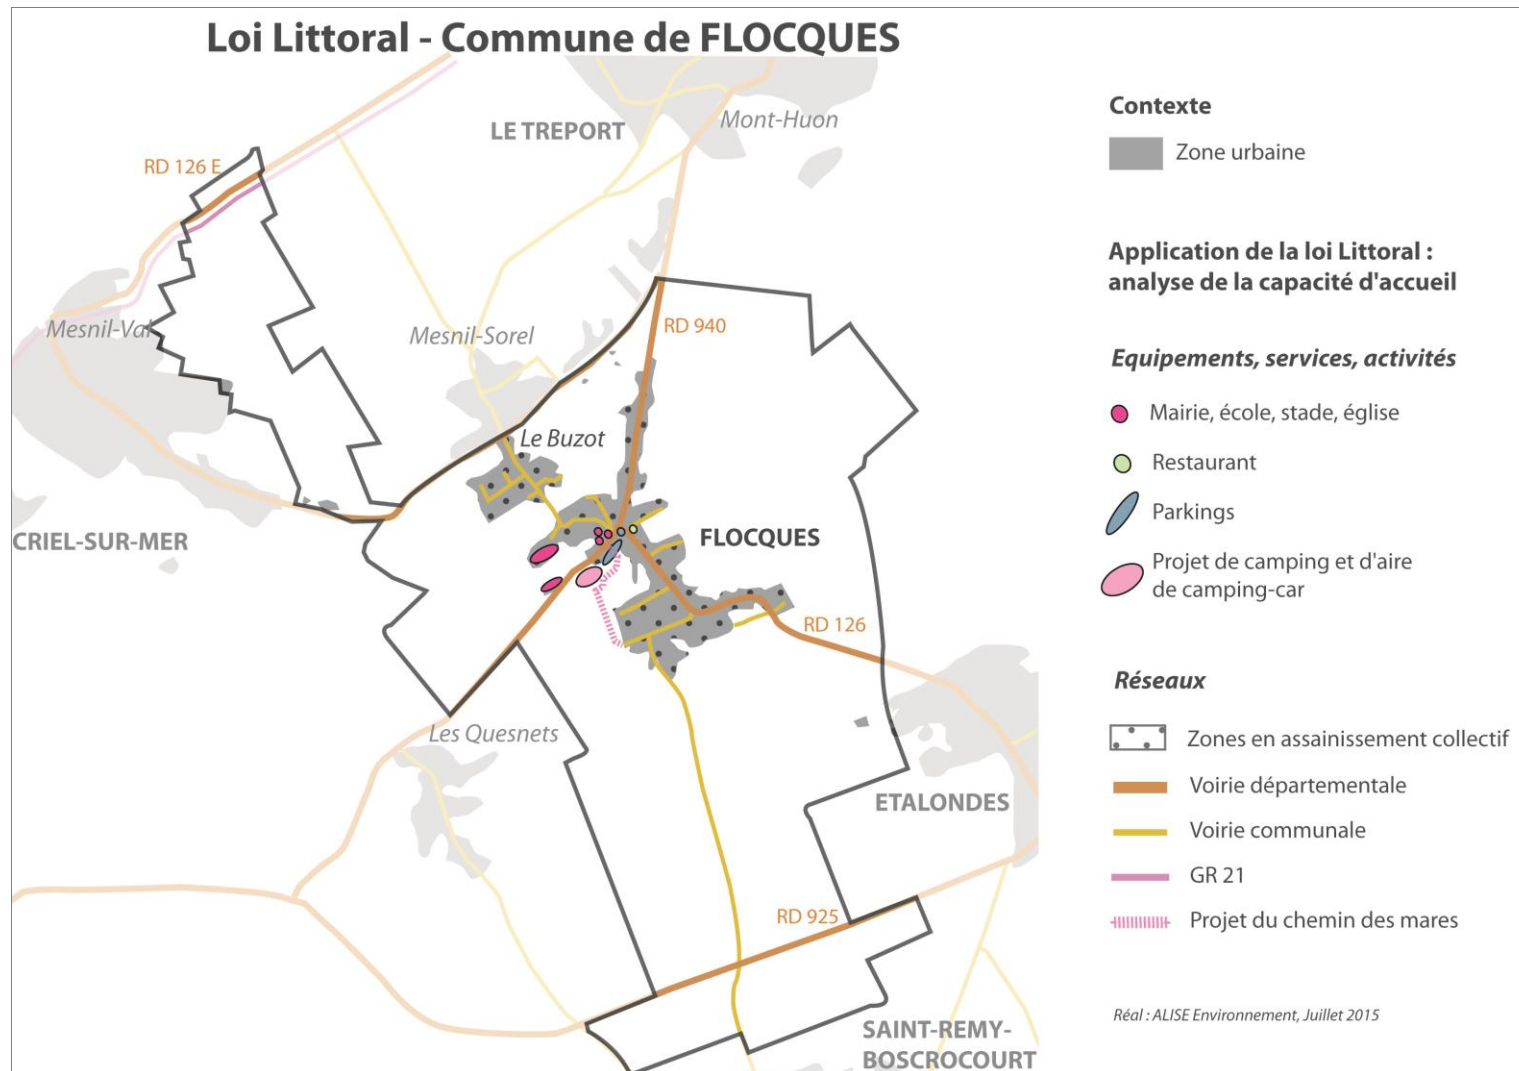 Loi Littoral - Commune de FLOCQUES
LE TREPORT
Mont-Huon
RD 126 E
Mesnil-Val
Mesnil-Sorel
RD 940
Le Buzot
CRIEL-SUR-MER
FLOCQUES
RD 126
Les Quesnets
ETALONDES
RD 925
SAINT-REMY-
BOSCROCOURT
Contexte
Zone urbaine
Application de la loi Littoral :
analyse de la capacité d'accueil
Equipements, services, activités
Mairie, école, stade, église
Restaurant
Parkings
Projet de camping et d'aire
de camping-car
Réseaux
Zones en assainissement collectif
Voirie départementale
Voirie communale
GR 21
Projet du chemin des mares
Réal : ALISE Environnement, Juillet 2015